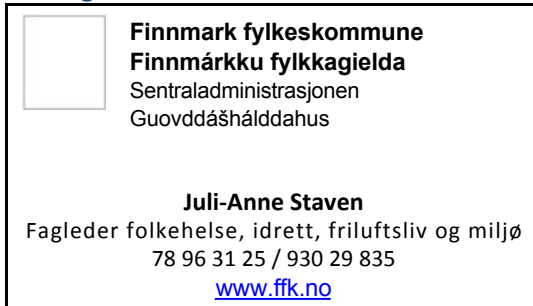 Finnmark fylkeskommune
Finnmárkku fylkkagielda
Sentraladministrasjonen
Guovddášhálddahus
Juli-Anne Staven
Fagleder folkehelse, idrett, friluftsliv og miljø
78 96 31 25 / 930 29 835
www.ffk.no